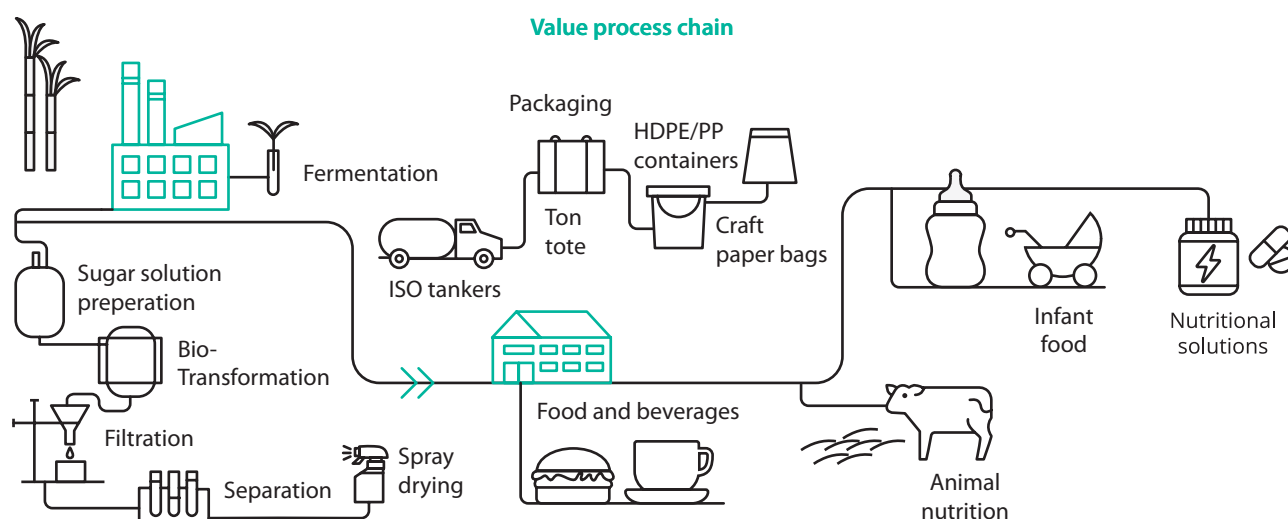 Value process chain
Packaging
HDPE/PP
containers
Fermentation
Ton
tote
Craft
paper bags
Sugar solution
preperation
ISO tankers
Infant
food
Nutritional
solutions
Bio-
Transformation
Food and beverages
Filtration
Spray
drying
Separation
Animal
nutrition